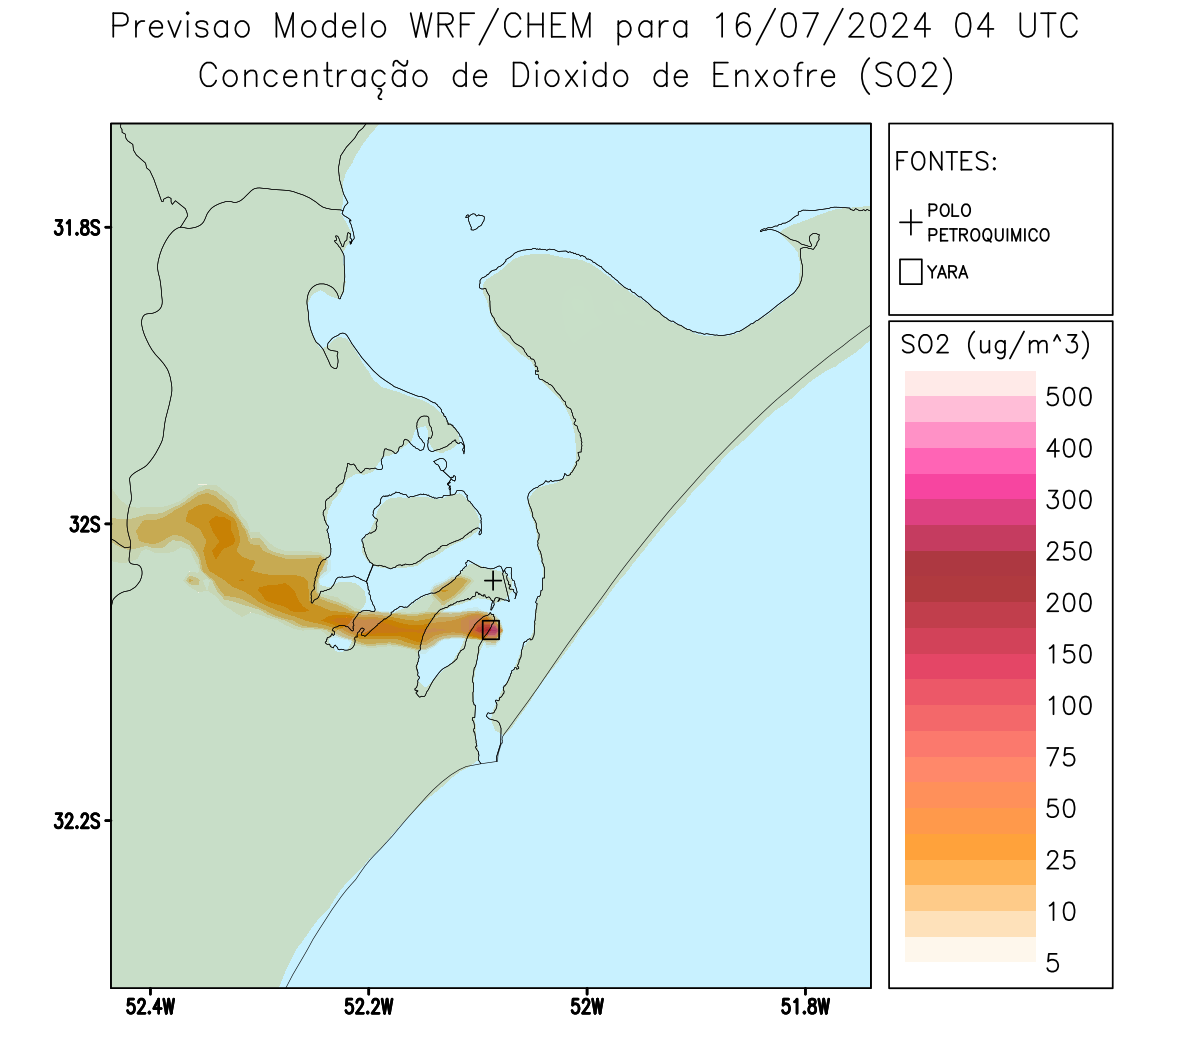 Previsao Modelo WRF/CHEM para 16/07/2024 04 UTC
Concentração de Dioxido de Enxofre (SO2)
FONTES:
POLO
PETROQUIMICO
YARA
SO2 (ug/m^3)
500
400
300
250
200
150
100
75
50
25
10
5
31.8S
32S
32.2S
52.4W
52.2W
52W
51.8W